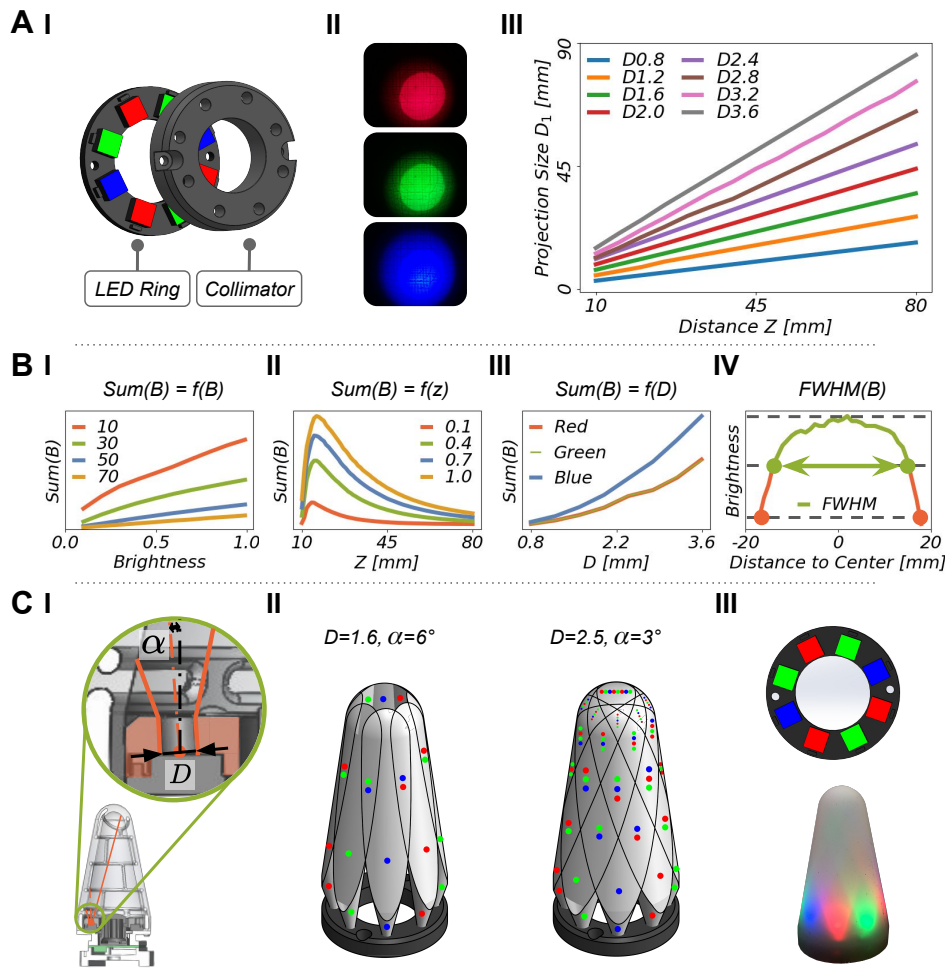 A I
II
III
LED Ring
Collimator
90
45
0
Projection Size D₁ [mm]
D0.8
D1.2
D1.6
D2.0
D2.4
D2.8
D3.2
D3.6
10
45
80
Distance Z [mm]
B I
II
III
IV
Sum(B) = f(B)
Sum(B) = f(z)
Sum(B) = f(D)
FWHM(B)
Sum(B)
10
30
50
70
0.0
0.5
1.0
Brightness
Sum(B)
0.1
0.4
0.7
1.0
10
45
80
Z [mm]
Sum(B)
Red
Green
Blue
0.8
2.2
3.6
D [mm]
Brightness
FWHM
-20
0
20
Distance to Center [mm]
C I
II
III
α
D
D=1.6, α=6°
D=2.5, α=3°